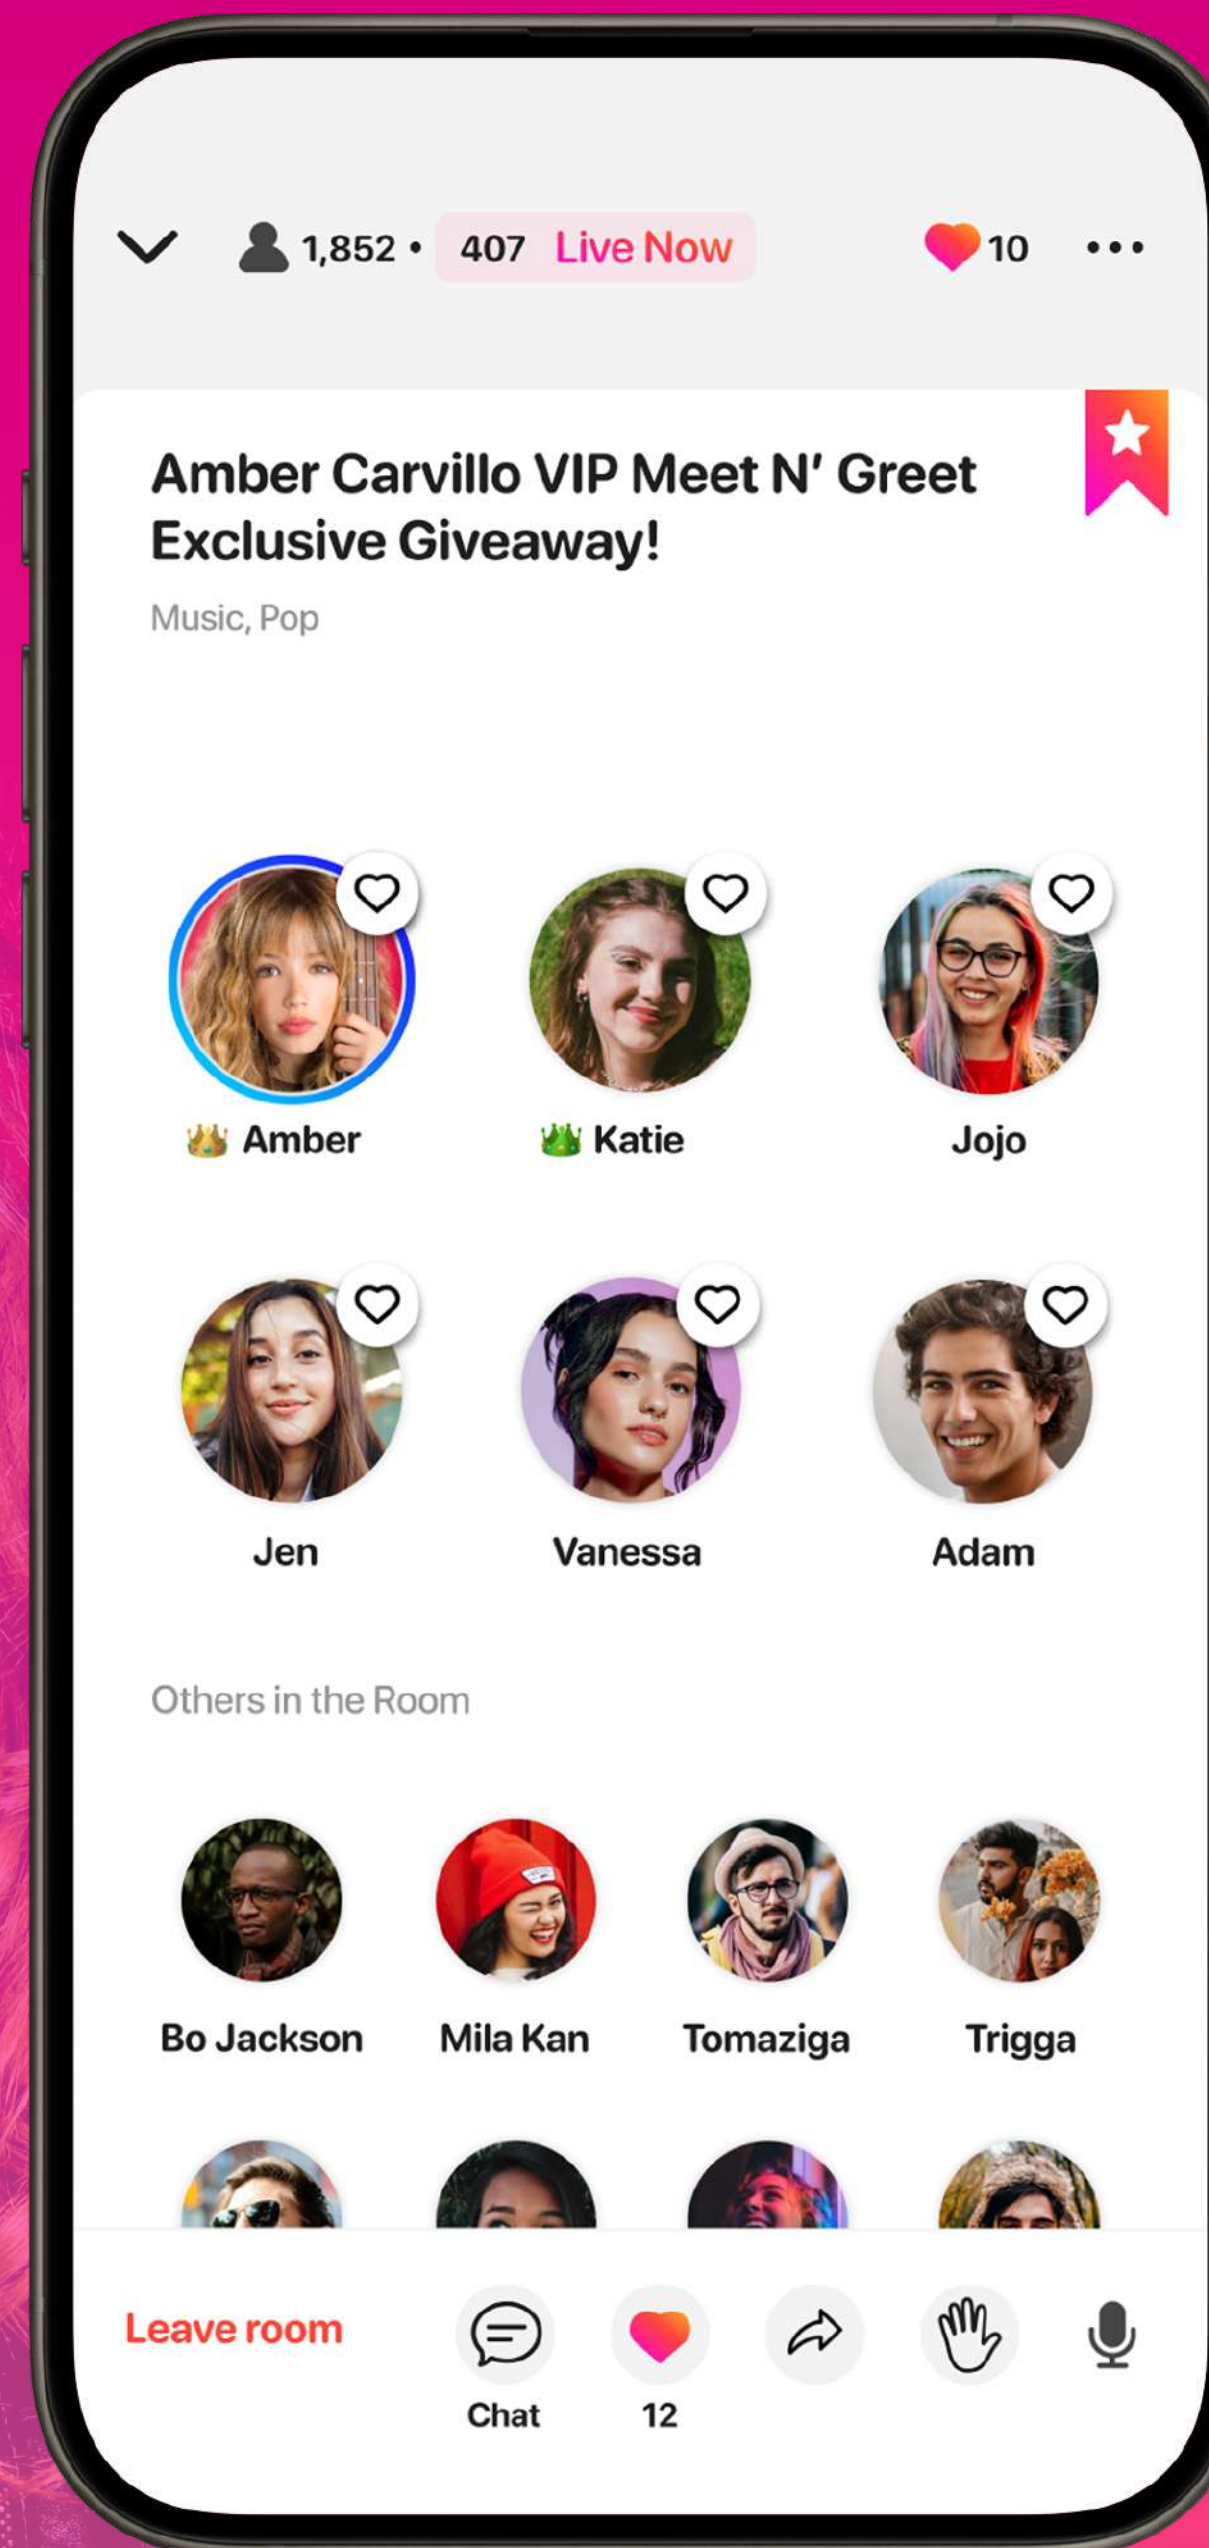 1,852 • 407 Live Now 10
Amber Carvillo VIP Meet N' Greet
Exclusive Giveaway!
Music, Pop
Amber Katie Jojo
Jen Vanessa Adam
Others in the Room
Bo Jackson Mila Kan Tomaziga Trigga
Leave room
Chat 12